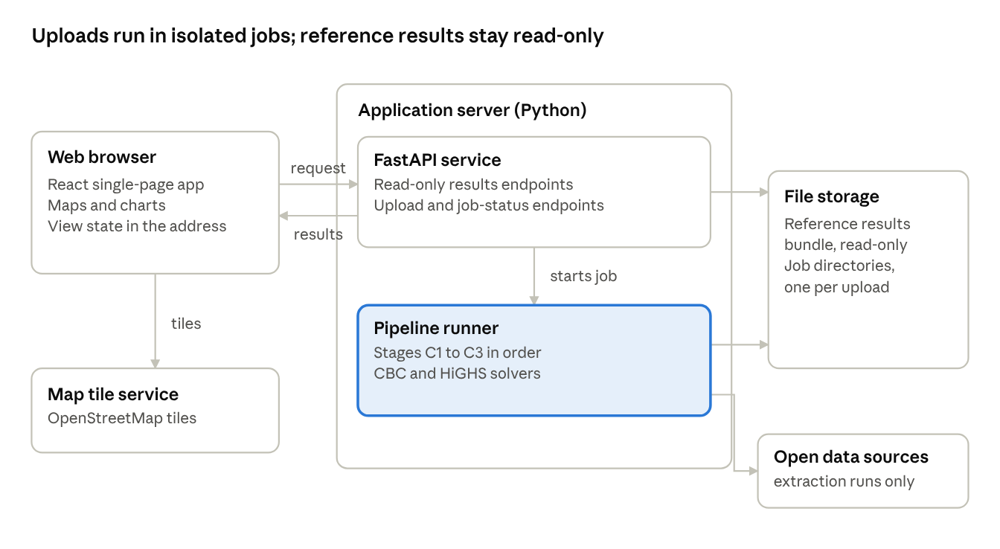 Uploads run in isolated jobs; reference results stay read-only
Application server (Python)
Web browser
React single-page app
Maps and charts
View state in the address
request
results
FastAPI service
Read-only results endpoints
Upload and job-status endpoints
File storage
Reference results
bundle, read-only
Job directories,
one per upload
starts job
tiles
Pipeline runner
Stages C1 to C3 in order
CBC and HiGHS solvers
Map tile service
OpenStreetMap tiles
Open data sources
extraction runs only